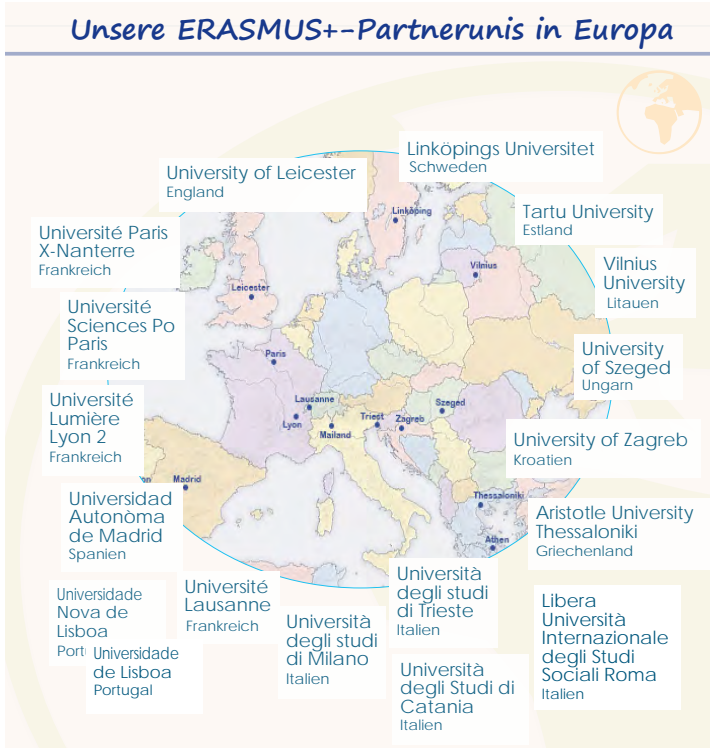 Unsere ERASMUS+-Partnerunis in Europa
Linköpings Universitet
Schweden
University of Leicester
England
Tartu University
Estland
Université Paris
X-Nanterre
Frankreich
Vilnius
University
Litauen
Université
Sciences Po
Paris
Frankreich
University
of Szeged
Ungarn
Université
Lumière
Lyon 2
Frankreich
University of Zagreb
Kroatien
Universidad
Autonòma
de Madrid
Spanien
Aristotle University
Thessaloniki
Griechenland
Linköping
Vilnius
Leicester
Paris
Lausanne
Lyon
Mailand
Triest
Zagreb
Szeged
Madrid
Thessaloniki
Athen
Universidade
Nova de
Lisboa
Universidade
de Lisboa
Portugal
Université
Lausanne
Frankreich
Università
degli studi
di Milano
Italien
Università
degli studi
di Trieste
Italien
Università
degli Studi di
Catania
Italien
Libera
Università
Internazionale
degli Studi
Sociali Roma
Italien